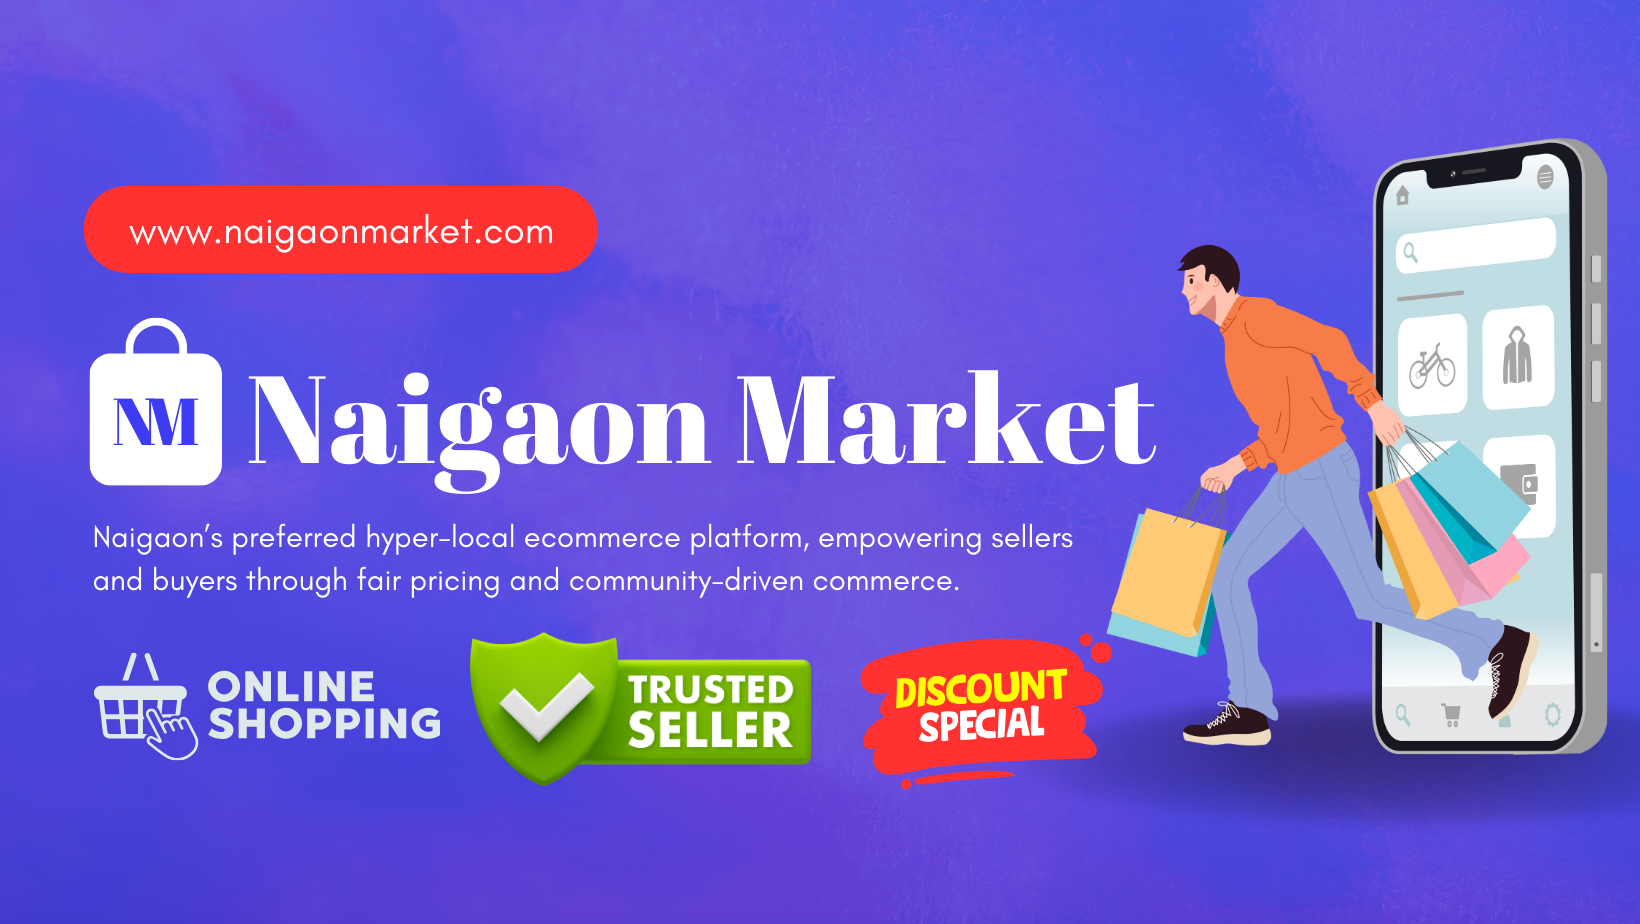 www.naigaonmarket.com
NM
Naigaon Market
Naigaon’s preferred hyper-local ecommerce platform, empowering sellers
and buyers through fair pricing and community-driven commerce.
ONLINE
SHOPPING
TRUSTED
SELLER
DISCOUNT
SPECIAL